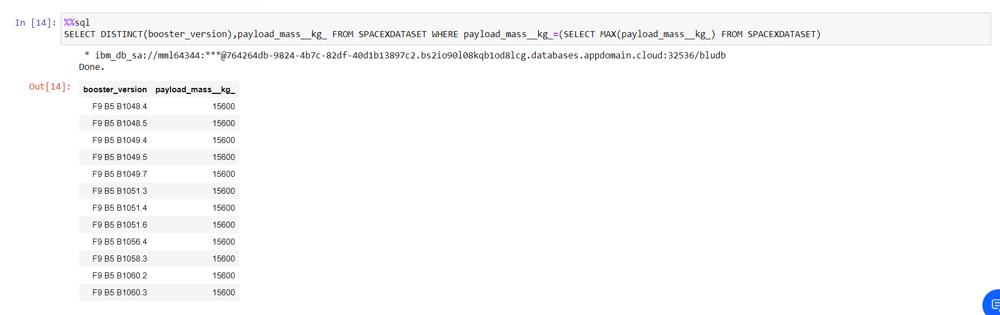 In [14]: %%sql
SELECT DISTINCT(booster_version),payload_mass__kg_ FROM SPACEXDATASET WHERE payload_mass__kg_=(SELECT MAX(payload_mass__kg_) FROM SPACEXDATASET)
* ibm_db_sa://mml64344:***@764264db-9824-4b7c-82df-40d1b13897c2.bs2io90l08kqb1od8lcg.databases.appdomain.cloud:32536/bludb
Done.
Out[14]: booster_version payload_mass__kg_
F9 B5 B1048.4 15600
F9 B5 B1048.5 15600
F9 B5 B1049.4 15600
F9 B5 B1049.5 15600
F9 B5 B1049.7 15600
F9 B5 B1051.3 15600
F9 B5 B1051.4 15600
F9 B5 B1051.6 15600
F9 B5 B1056.4 15600
F9 B5 B1058.3 15600
F9 B5 B1060.2 15600
F9 B5 B1060.3 15600